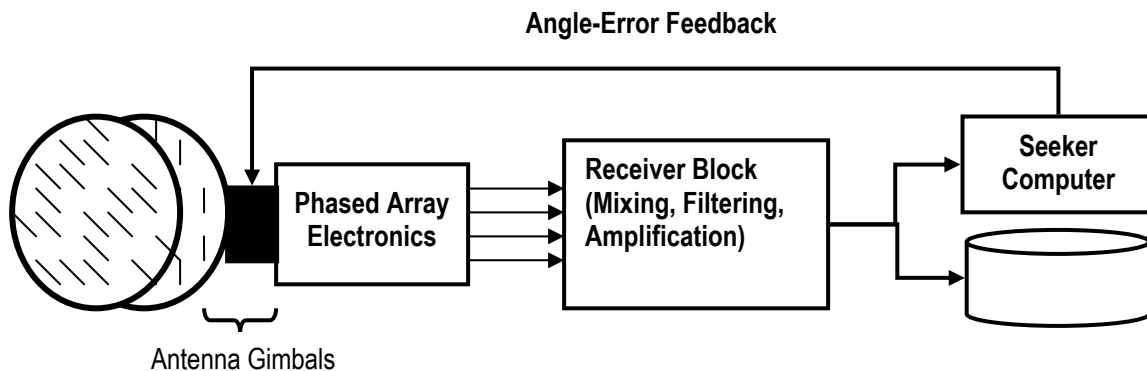 Angle-Error Feedback
Phased Array
Electronics
Receiver Block
(Mixing, Filtering,
Amplification)
Seeker
Computer
Antenna Gimbals